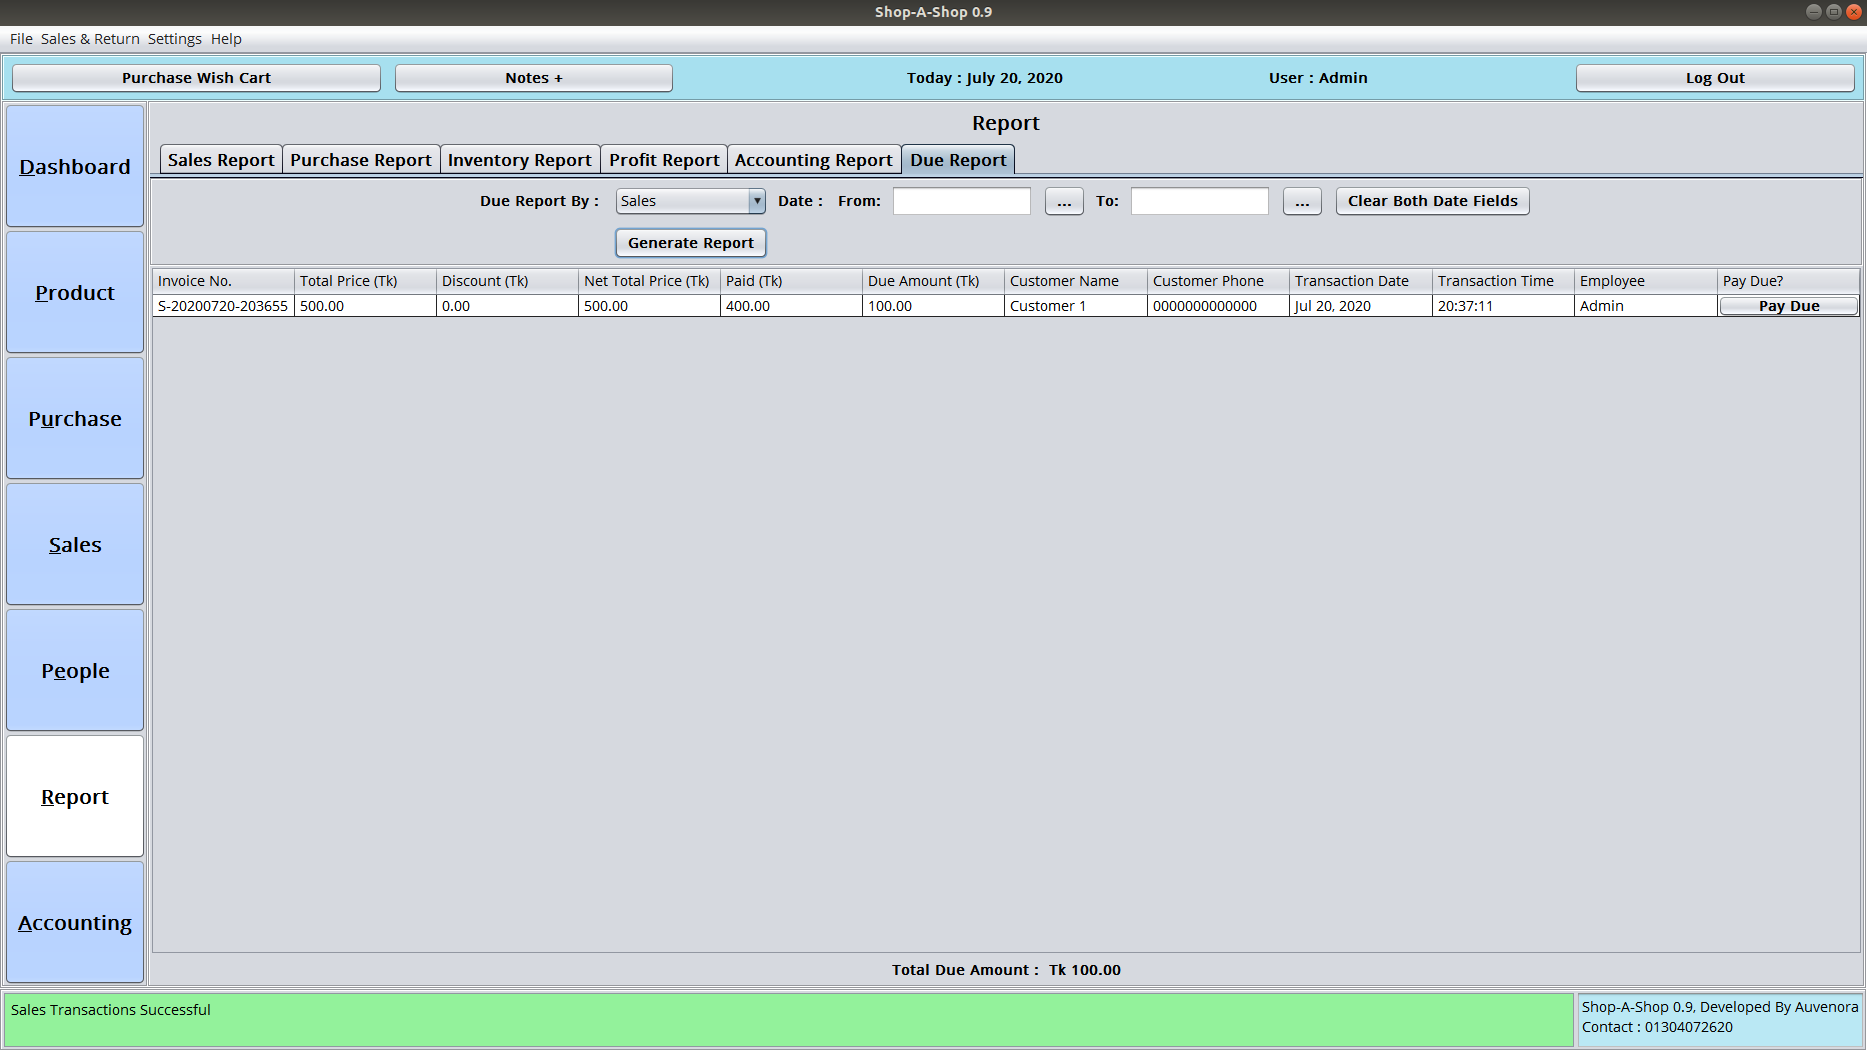 Shop-A-Shop 0.9
File Sales & Return Settings Help
Purchase Wish Cart Notes + Today : July 20, 2020 User : Admin Log Out
Dashboard
Product
Purchase
Sales
People
Report
Accounting
Report
Sales Report Purchase Report Inventory Report Profit Report Accounting Report Due Report
Due Report By : Sales Date : From: ... To: ... Clear Both Date Fields
Generate Report
Invoice No. Total Price (Tk) Discount (Tk) Net Total Price (Tk) Paid (Tk) Due Amount (Tk) Customer Name Customer Phone Transaction Date Transaction Time Employee Pay Due?
S-20200720-203655 500.00 0.00 500.00 400.00 100.00 Customer 1 0000000000000 Jul 20, 2020 20:37:11 Admin Pay Due
Total Due Amount : Tk 100.00
Sales Transactions Successful
Shop-A-Shop 0.9, Developed By Auvenora
Contact : 01304072620